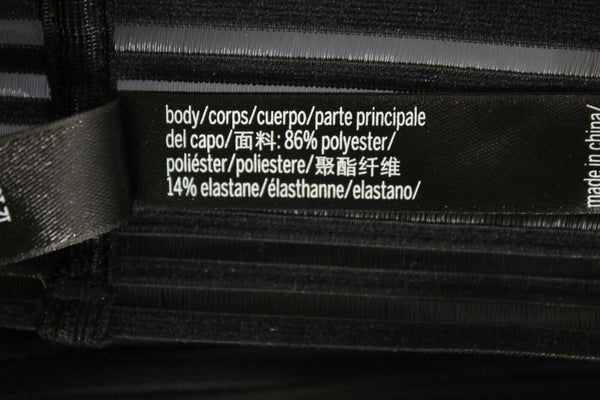 body/corps/cuerpo/parte principale
del capo/面料: 86% polyester/
poliéster/poliestere/聚酯纤维
14% elastane/élasthanne/elastano/
made in china/